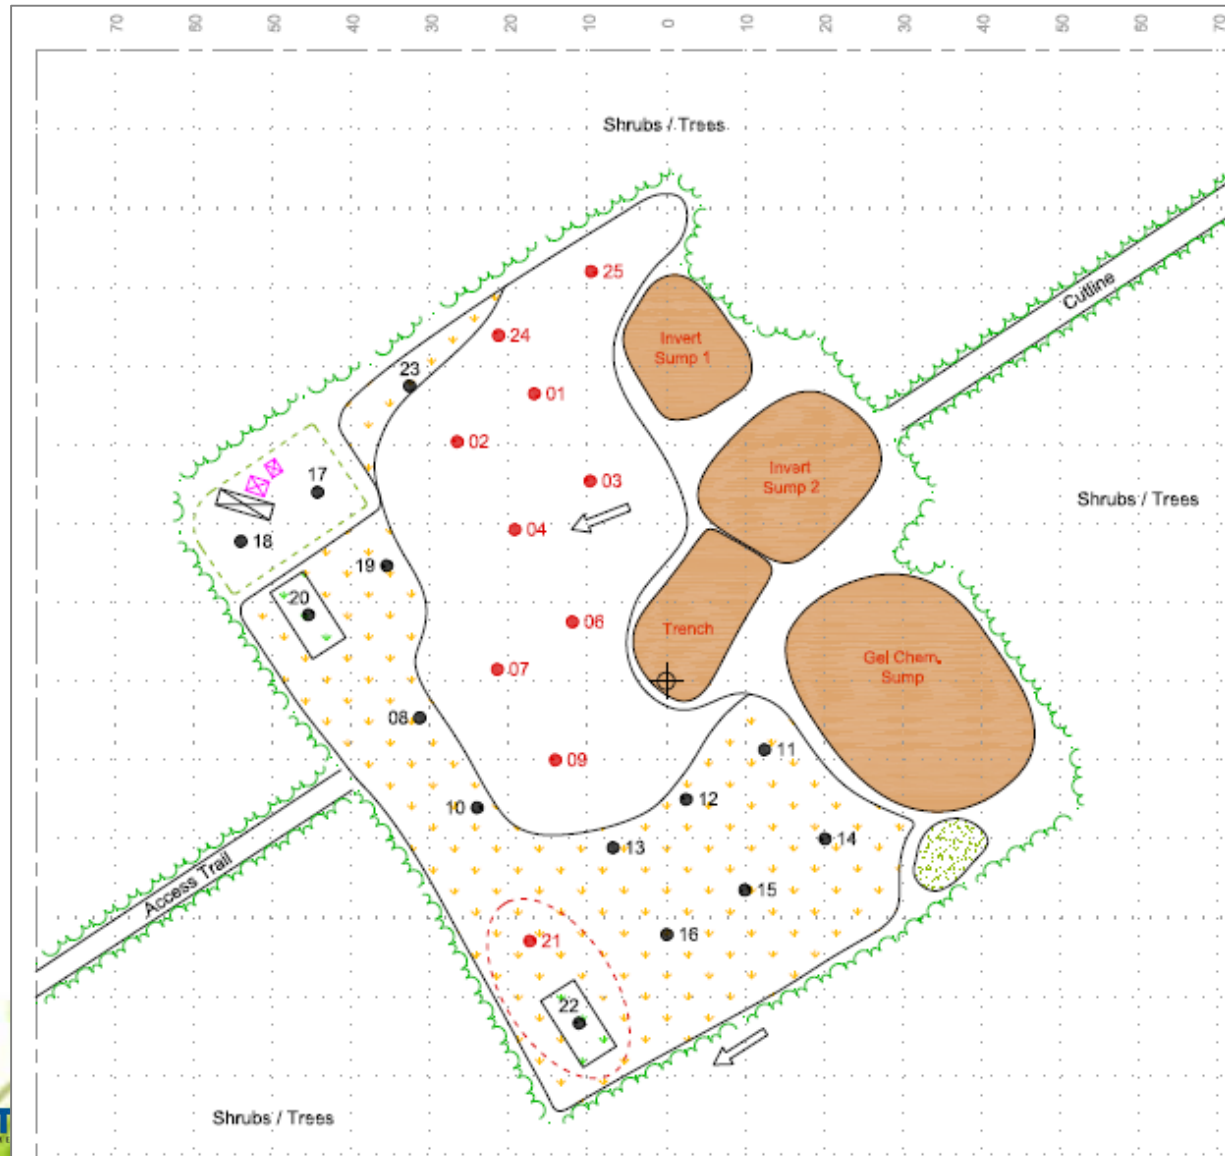 70 60 50 40 30 20 10 0 10 20 30 40 50 60 70
Shrubs / Trees
25
24
Invert
Sump 1
Cutline
23
01
02
Invert
Sump 2
17
03
Shrubs / Trees
04
18
19
20
06
Trench
07
Gel Chem.
Sump
08
11
09
12
10
13
14
Access Trail
15
16
21
22
Shrubs / Trees